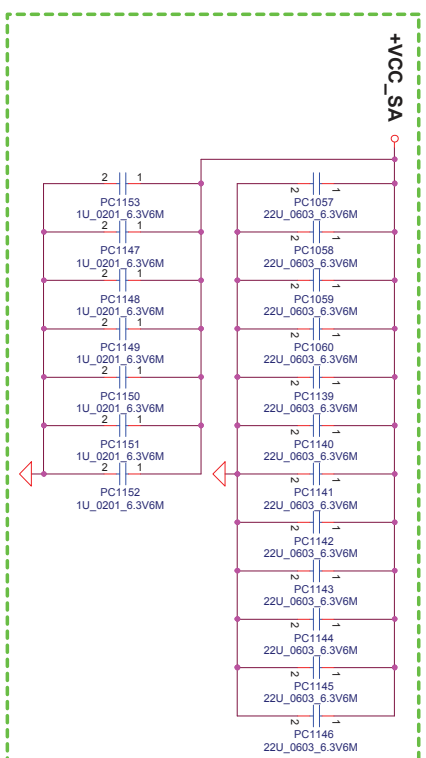 +VCC_SA
2 1
PC1153
1U_0201_6.3V6M
2 1
PC1147
1U_0201_6.3V6M
2 1
PC1148
1U_0201_6.3V6M
2 1
PC1149
1U_0201_6.3V6M
2 1
PC1150
1U_0201_6.3V6M
2 1
PC1151
1U_0201_6.3V6M
2 1
PC1152
1U_0201_6.3V6M
2 1
PC1057
22U_0603_6.3V6M
2 1
PC1058
22U_0603_6.3V6M
2 1
PC1059
22U_0603_6.3V6M
2 1
PC1060
22U_0603_6.3V6M
2 1
PC1139
22U_0603_6.3V6M
2 1
PC1140
22U_0603_6.3V6M
2 1
PC1141
22U_0603_6.3V6M
2 1
PC1142
22U_0603_6.3V6M
2 1
PC1143
22U_0603_6.3V6M
2 1
PC1144
22U_0603_6.3V6M
2 1
PC1145
22U_0603_6.3V6M
2 1
PC1146
22U_0603_6.3V6M